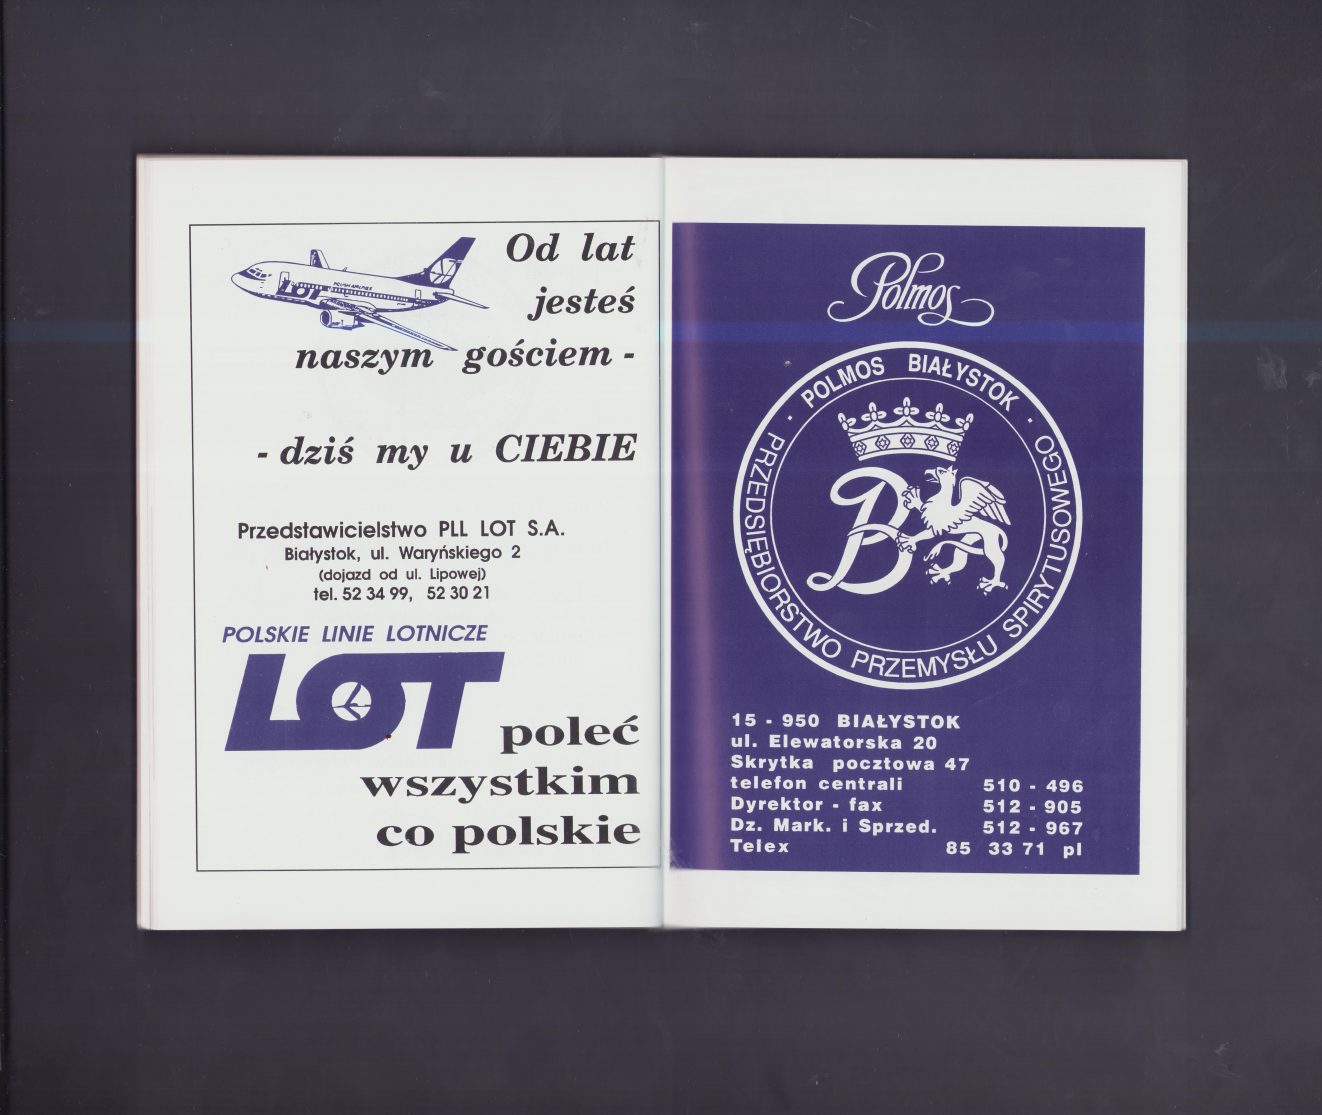 Od lat
jesteś
naszym gościem -
- dziś my u CIEBIE
LOT
POLISH AIRLINES
Przedstawicielstwo PLL LOT S.A.
Białystok, ul. Waryńskiego 2
(dojazd od ul. Lipowej)
tel. 52 34 99, 52 30 21
POLSKIE LINIE LOTNICZE
LOT
poleć
wszystkim
co polskie
Polmos
· POLMOS BIAŁYSTOK ·
PRZEDSIĘBIORSTWO PRZEMYSŁU SPIRYTUSOWEGO
B
15 - 950 BIAŁYSTOK
ul. Elewatorska 20
Skrytka pocztowa 47
telefon centrali 510 - 496
Dyrektor - fax 512 - 905
Dz. Mark. i Sprzed. 512 - 967
Telex 85 33 71 pl